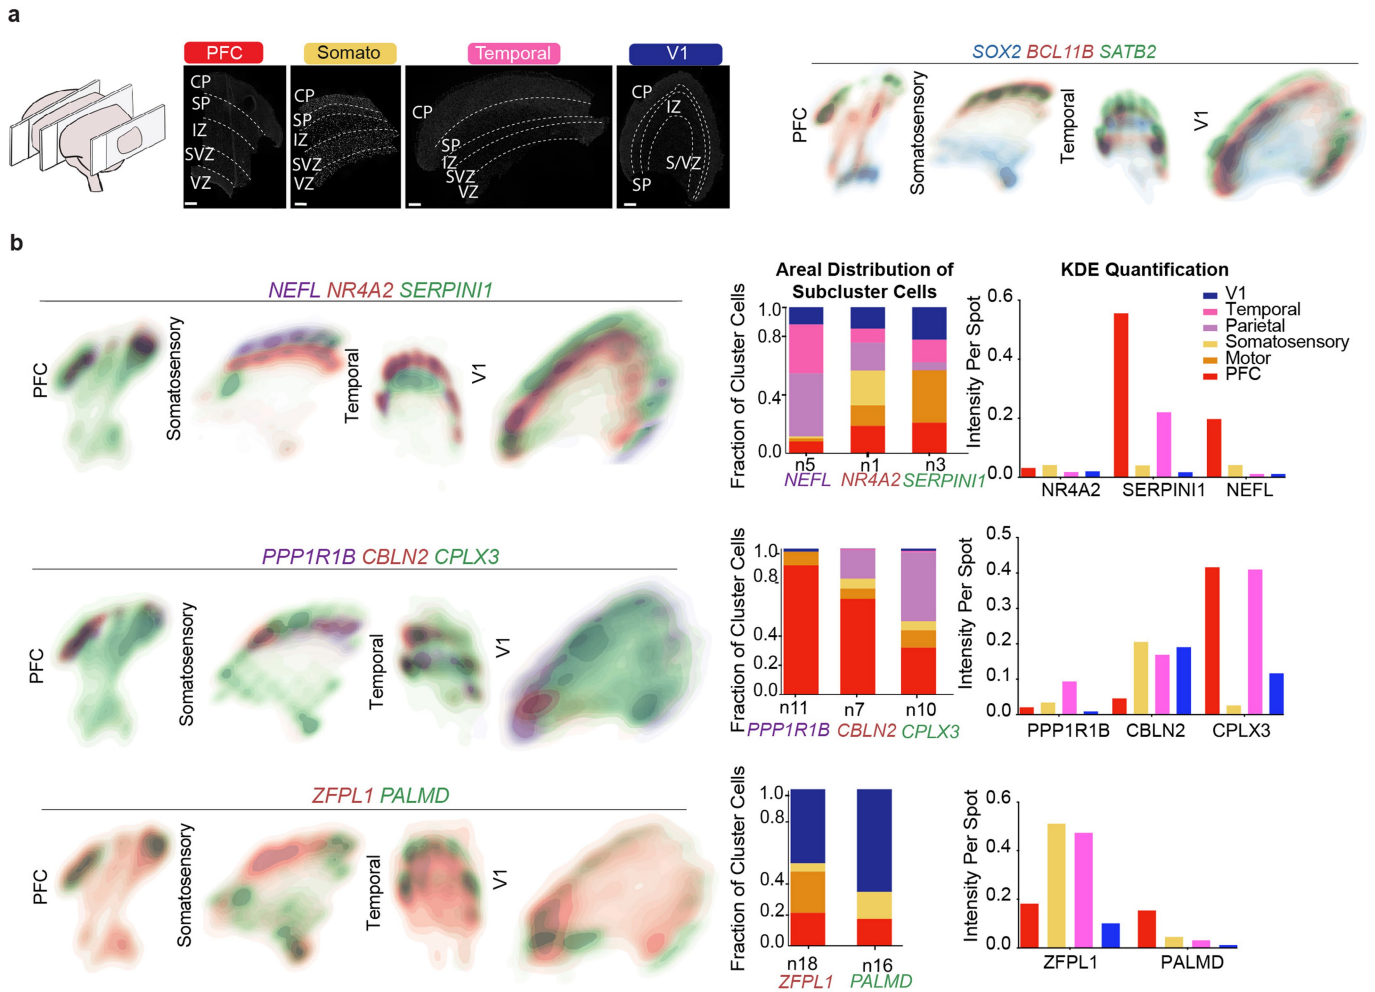 a
PFC
Somato
Temporal
V1
CP
SP
IZ
SVZ
VZ
CP
SP
IZ
SVZ
VZ
CP
SP
IZ
SVZ
VZ
CP
IZ
S/VZ
SP
SOX2 BCL11B SATB2
PFC
Somatosensory
Temporal
V1
b
NEFL NR4A2 SERPINI1
PFC
Somatosensory
Temporal
V1
Areal Distribution of
Subcluster Cells
Fraction of Cluster Cells
1.0
0.8
0.4
0.0
n5 n1 n3
NEFL NR4A2 SERPINI1
KDE Quantification
Intensity Per Spot
0.6
0.4
0.2
0.0
NR4A2 SERPINI1 NEFL
V1
Temporal
Parietal
Somatosensory
Motor
PFC
PPP1R1B CBLN2 CPLX3
PFC
Somatosensory
Temporal
V1
Fraction of Cluster Cells
1.0
0.8
0.4
0.2
0.0
n11 n7 n10
PPP1R1B CBLN2 CPLX3
Intensity Per Spot
0.5
0.4
0.3
0.2
0.1
0.0
PPP1R1B CBLN2 CPLX3
ZFPL1 PALMD
PFC
Somatosensory
Temporal
V1
Fraction of Cluster Cells
1.0
0.8
0.4
0.2
0.0
n18 n16
ZFPL1 PALMD
Intensity Per Spot
0.6
0.4
0.2
0.0
ZFPL1 PALMD